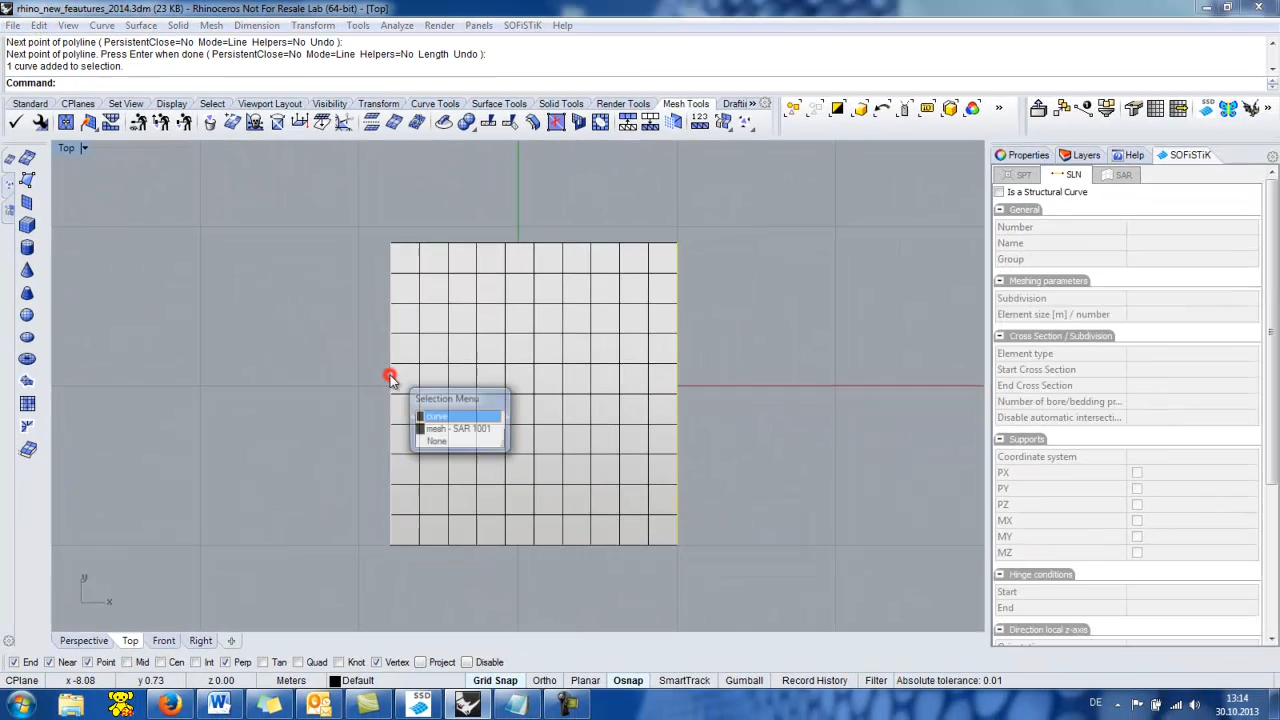 rhino_new_feautures_2014.3dm (23 KB) - Rhinoceros Not For Resale Lab (64-bit) - [Top]
File Edit View Curve Surface Solid Mesh Dimension Transform Tools Analyze Render Panels SOFiSTiK Help
Next point of polyline ( PersistentClose=No Mode=Line Helpers=No Undo ):
Next point of polyline. Press Enter when done ( PersistentClose=No Mode=Line Helpers=No Length Undo ):
1 curve added to selection.
Command:
Standard CPlanes Set View Display Select Viewport Layout Visibility Transform Curve Tools Surface Tools Solid Tools Render Tools Mesh Tools Draftin
Top
Properties Layers Help SOFiSTiK
SPT SLN SAR
Is a Structural Curve
General
Number
Name
Group
Meshing parameters
Subdivision
Element size [m] / number
Cross Section / Subdivision
Element type
Start Cross Section
End Cross Section
Number of bore/bedding pr...
Disable automatic intersecti...
Supports
Coordinate system
PX
PY
PZ
MX
MY
MZ
Hinge conditions
Start
End
Direction local z-axis
Selection Menu
curve
mesh - SAR 1001
None
y
x
Perspective Top Front Right
End Near Point Mid Cen Int Perp Tan Quad Knot Vertex Project Disable
CPlane x -8.08 y 0.73 z 0.00 Meters Default Grid Snap Ortho Planar Osnap SmartTrack Gumball Record History Filter Absolute tolerance: 0.01
SSD
DE
13:14
30.10.2013